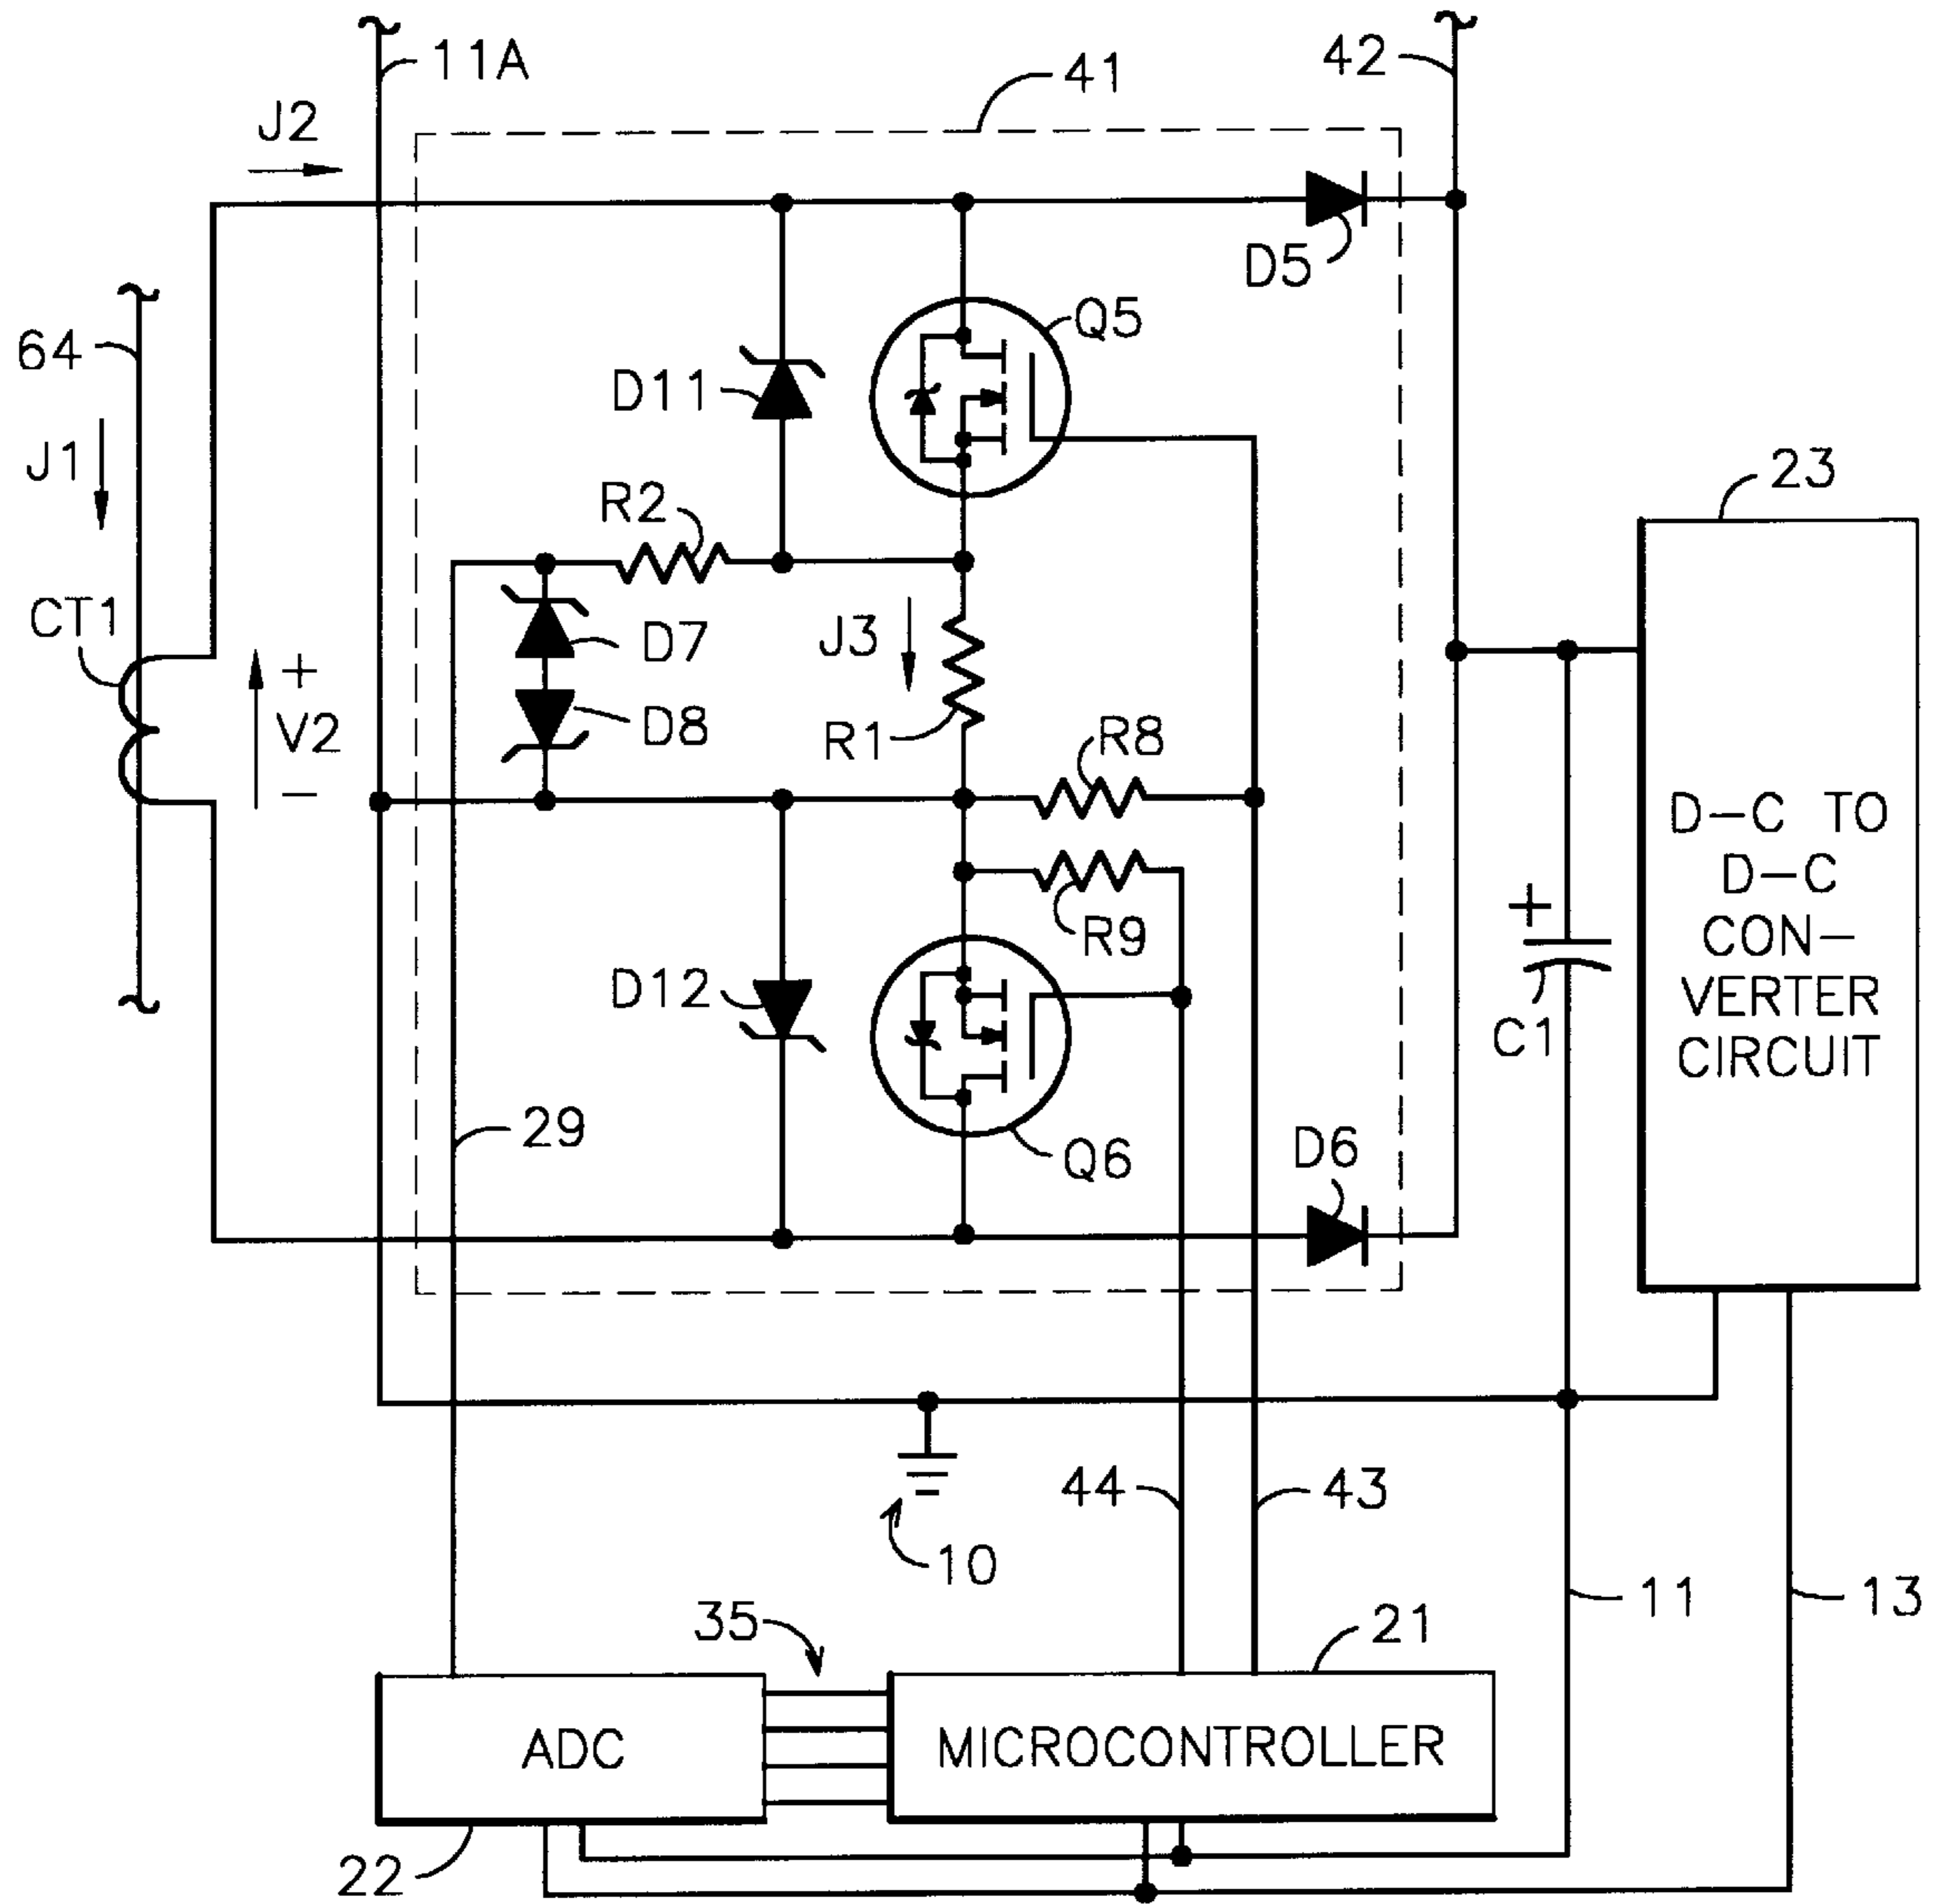 11A
42
41
J2
D5
Q5
64
D11
J1
R2
23
CT1
D7
J3
D8
R1
R8
+
V2
−
D-C TO
D-C
CON-
VERTER
CIRCUIT
R9
+
D12
C1
29
Q6
D6
44
43
10
11
13
35
21
ADC
MICROCONTROLLER
22